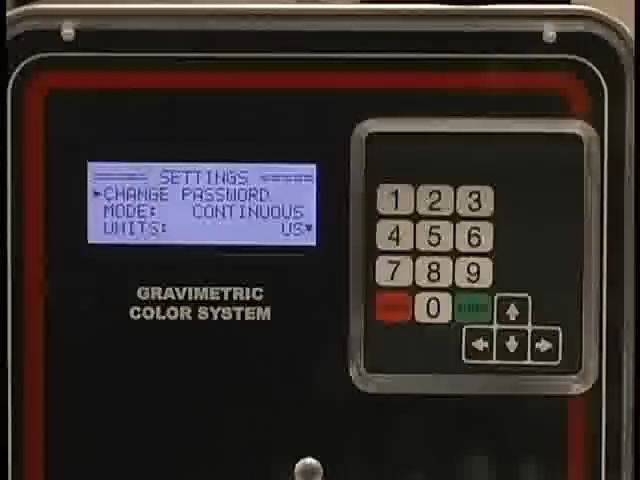 ===== SETTINGS =====
►CHANGE PASSWORD
MODE: CONTINUOUS
UNITS: US▼
GRAVIMETRIC
COLOR SYSTEM
1 2 3
4 5 6
7 8 9
0